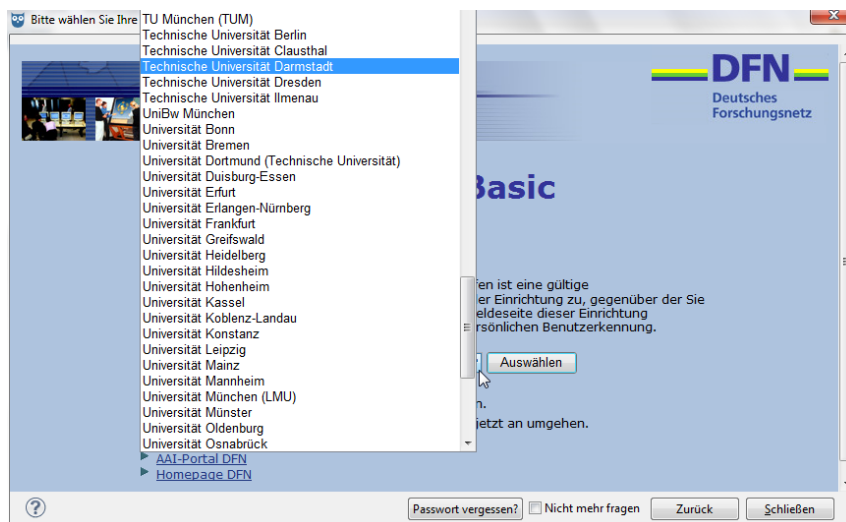 Bitte wählen Sie Ihre
TU München (TUM)
Technische Universität Berlin
Technische Universität Clausthal
Technische Universität Darmstadt
Technische Universität Dresden
Technische Universität Ilmenau
UniBw München
Universität Bonn
Universität Bremen
Universität Dortmund (Technische Universität)
Universität Duisburg-Essen
Universität Erfurt
Universität Erlangen-Nürnberg
Universität Frankfurt
Universität Greifswald
Universität Heidelberg
Universität Hildesheim
Universität Hohenheim
Universität Kassel
Universität Koblenz-Landau
Universität Konstanz
Universität Leipzig
Universität Mainz
Universität Mannheim
Universität München (LMU)
Universität Münster
Universität Oldenburg
Universität Osnabrück
DFN
Deutsches
Forschungsnetz
Basic
fen ist eine gültige
er Einrichtung zu, gegenüber der Sie
eldeseite dieser Einrichtung
rsönlichen Benutzerkennung.
Auswählen
n.
jetzt an umgehen.
AAI-Portal DFN
Homepage DFN
Passwort vergessen? Nicht mehr fragen Zurück Schließen